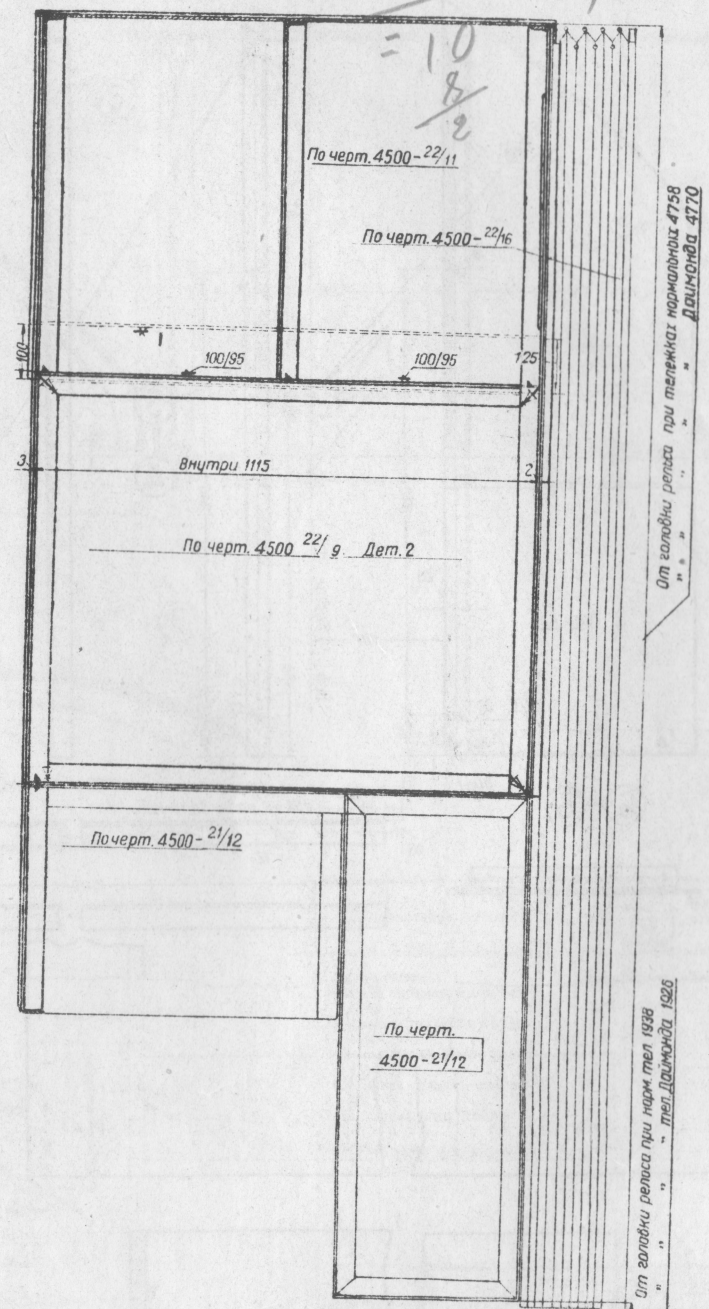 = 10
8
2
По черт. 4500-22/11
По черт. 4500-22/16
100
1
100/95
100/95
125
3
Внутри 1115
2
По черт. 4500 22/ 9. Дет. 2
По черт. 4500-21/12
По черт.
4500-21/12
От головки рельса при тележках нормальных 4758
" " " " " " Даймонда 4770
От головки рельса при норм. тел 1938
" " " " тел. Даймонда 1926